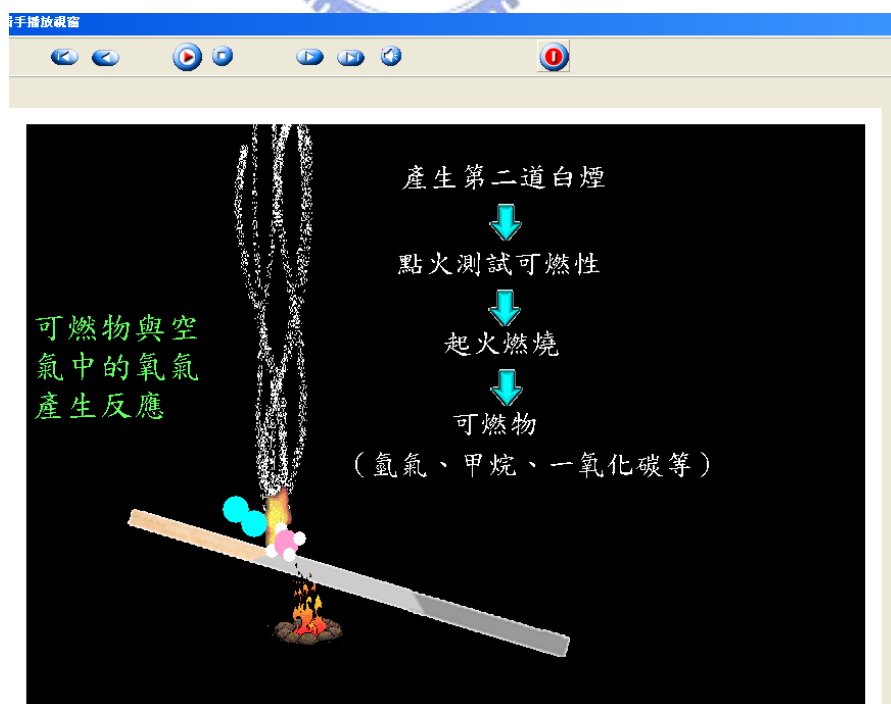 手播放視窗
產生第二道白煙
點火測試可燃性
起火燃燒
可燃物
（氫氣、甲烷、一氧化碳等）
可燃物與空
氣中的氧氣
產生反應